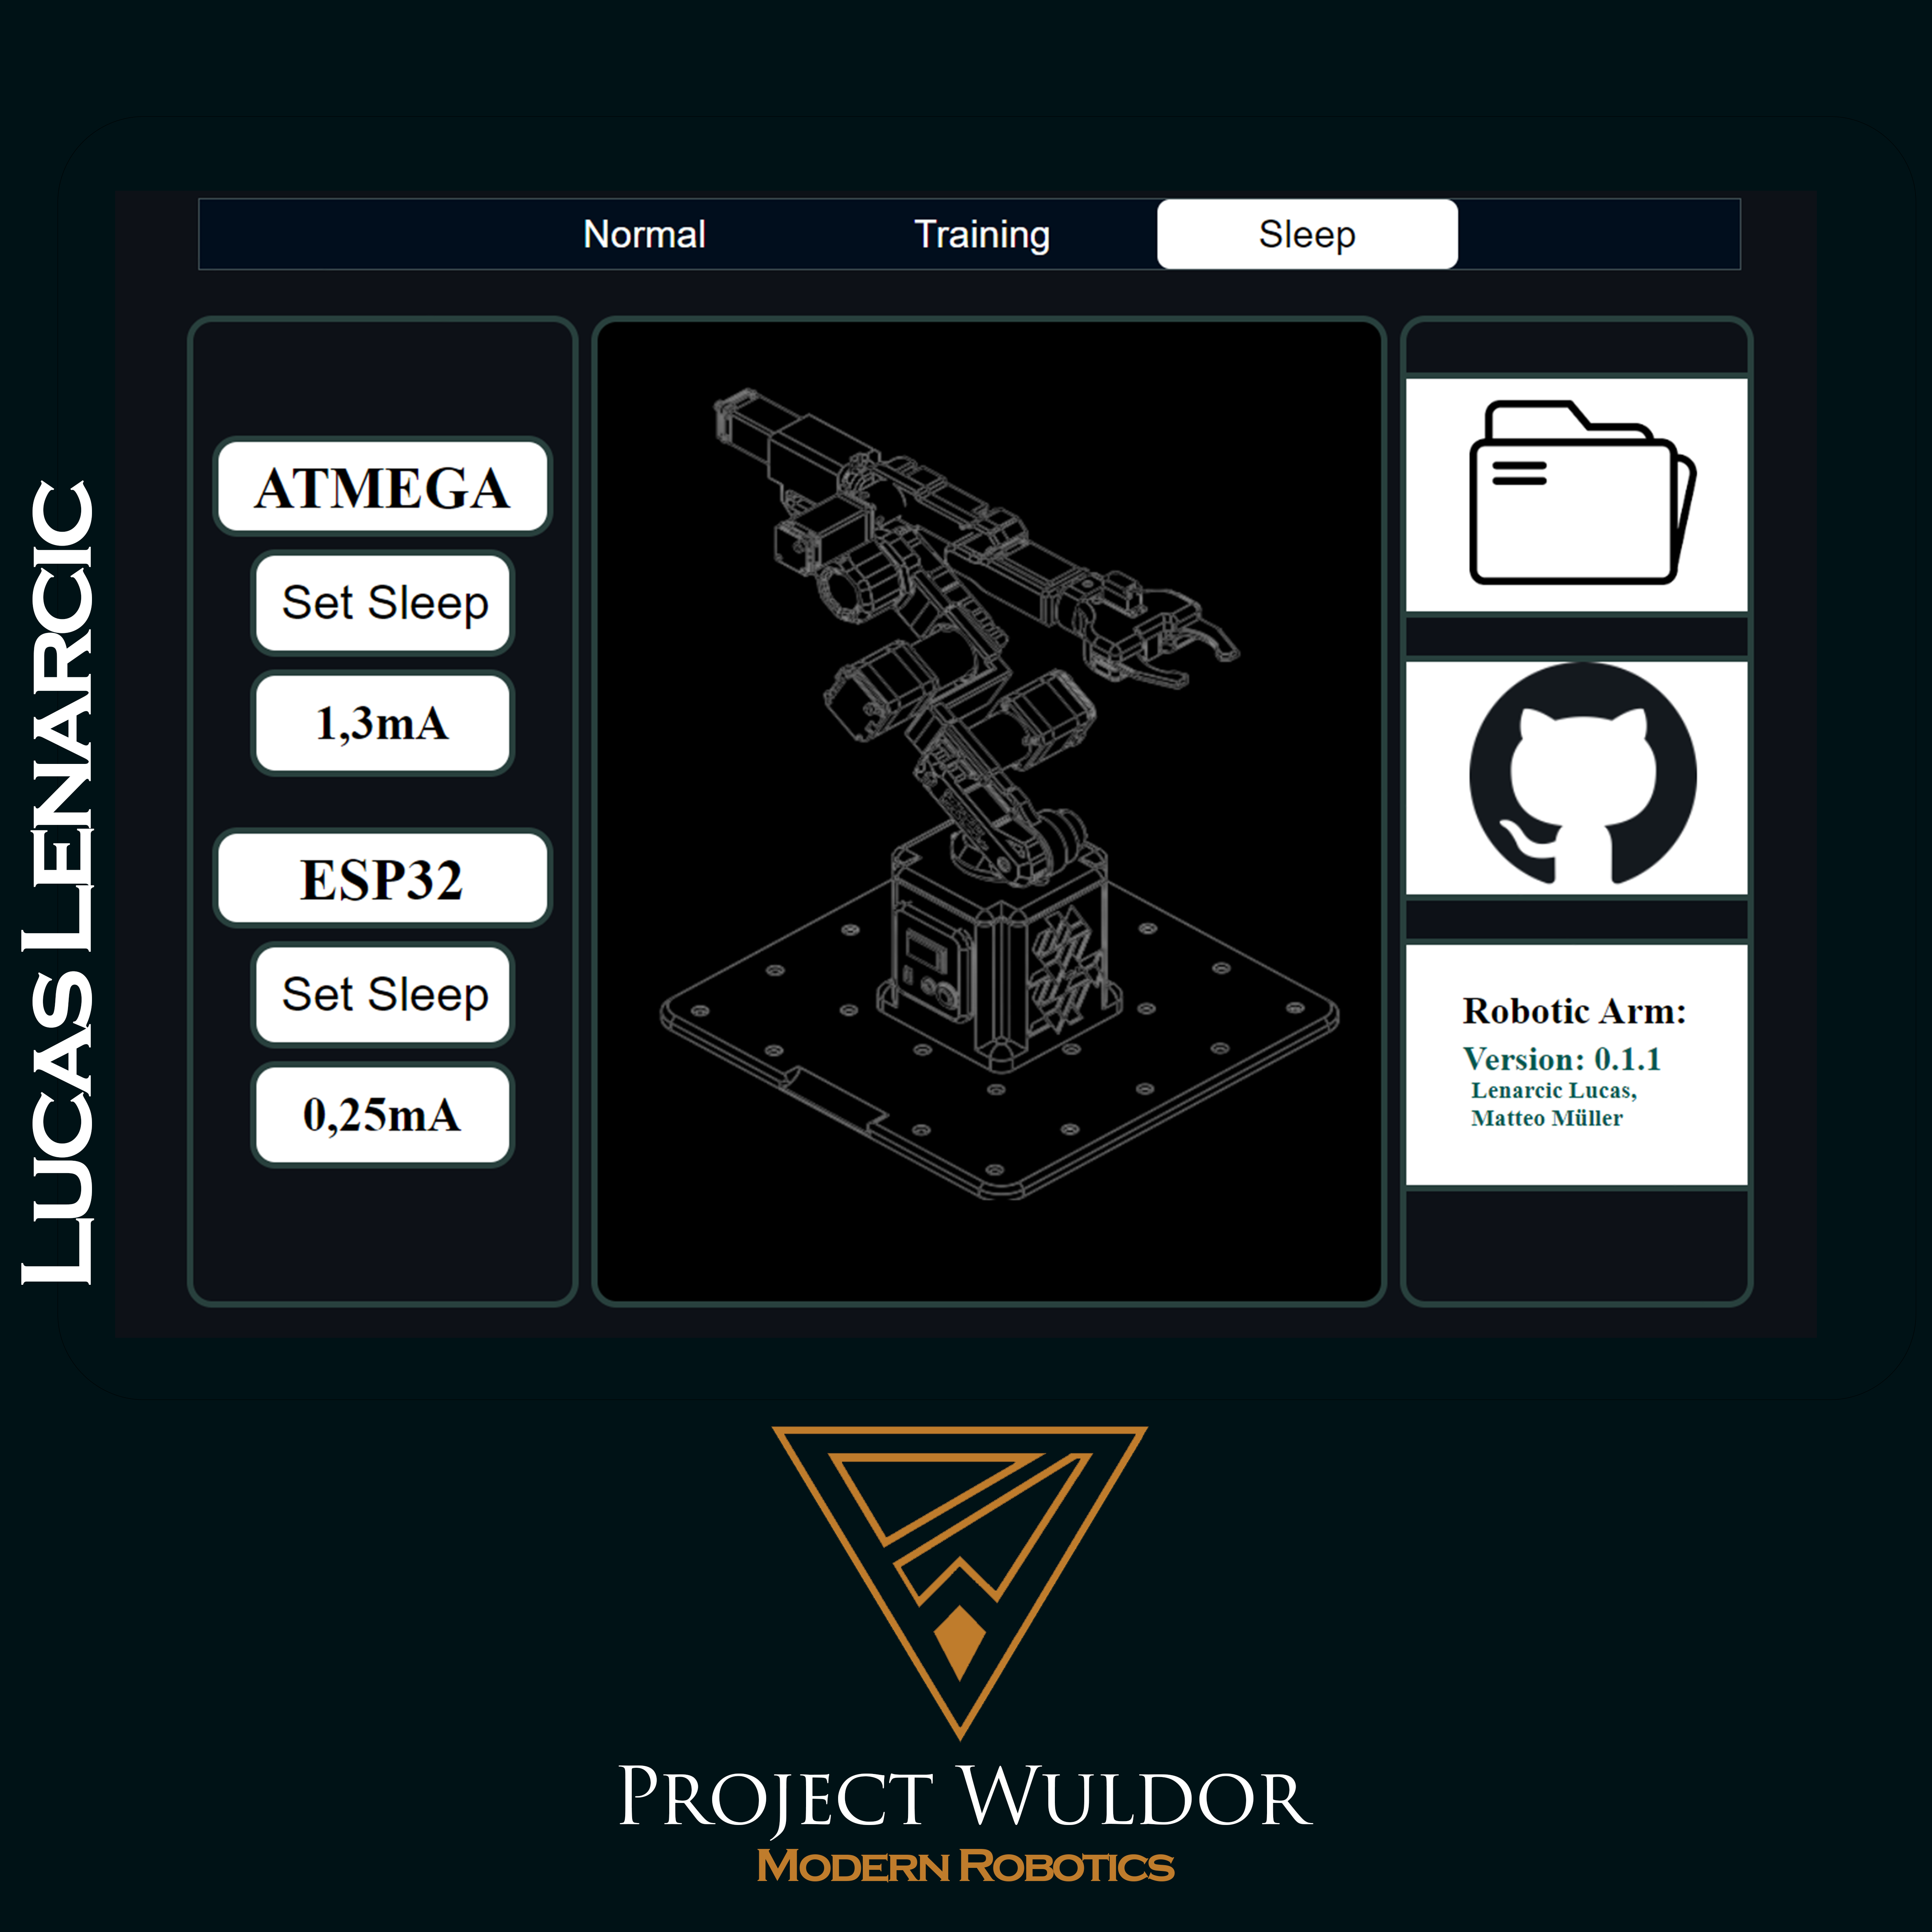 LUCAS LENARCIC
Normal Training Sleep
ATMEGA
Set Sleep
1,3mA
ESP32
Set Sleep
0,25mA
Robotic Arm:
Version: 0.1.1
Lenarcic Lucas,
Matteo Müller
PROJECT WULDOR
MODERN ROBOTICS